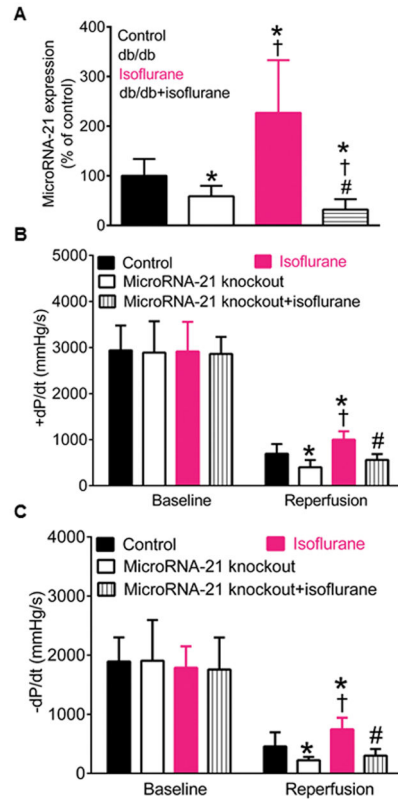 A
MicroRNA-21 expression
(% of control)
400
300
200
100
0
Control
db/db
Isoflurane
db/db+isoflurane
*
*
†
*
†
#
B
+dP/dt (mmHg/s)
5000
4000
3000
2000
1000
0
Control
Isoflurane
MicroRNA-21 knockout
MicroRNA-21 knockout+isoflurane
*
*
†
#
Baseline
Reperfusion
C
-dP/dt (mmHg/s)
4000
3000
2000
1000
0
Control
Isoflurane
MicroRNA-21 knockout
MicroRNA-21 knockout+isoflurane
*
*
†
#
Baseline
Reperfusion